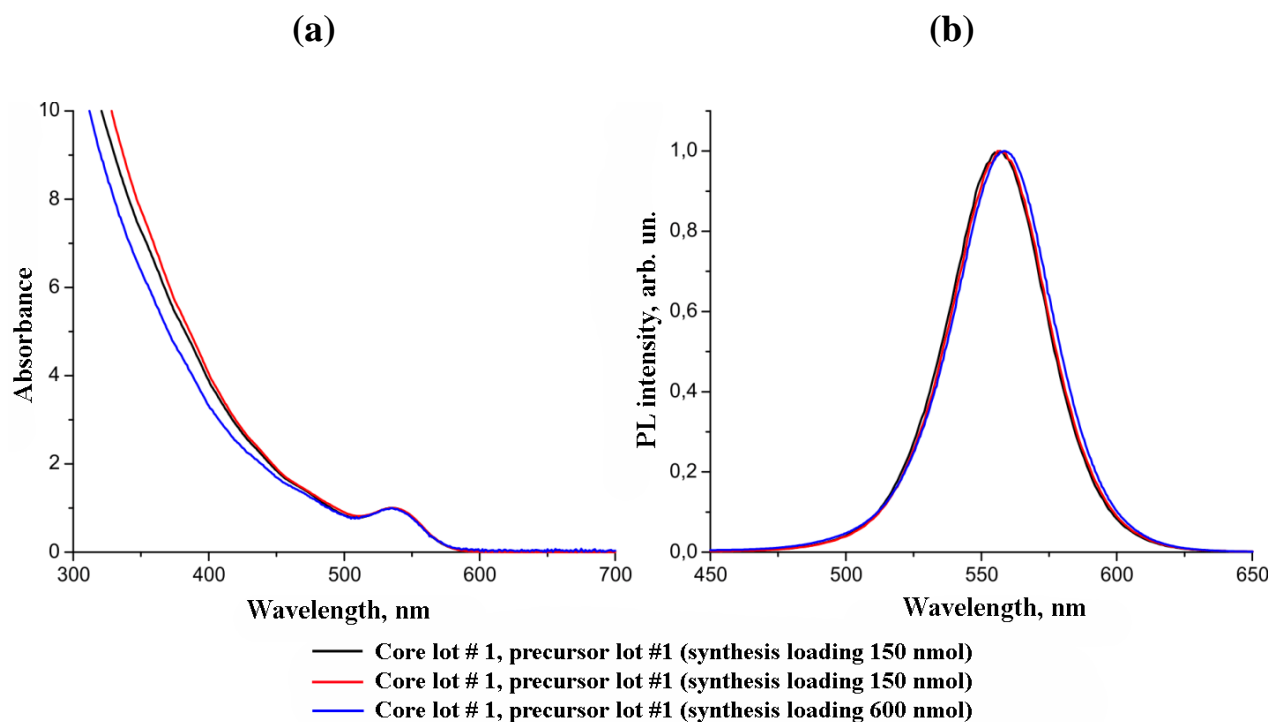 (a) (b)
10
8
6
4
2
0
Absorbance
300 400 500 600 700
Wavelength, nm
1,0
0,8
0,6
0,4
0,2
0,0
PL intensity, arb. un.
450 500 550 600 650
Wavelength, nm
Core lot # 1, precursor lot #1 (synthesis loading 150 nmol)
Core lot # 1, precursor lot #1 (synthesis loading 150 nmol)
Core lot # 1, precursor lot #1 (synthesis loading 600 nmol)